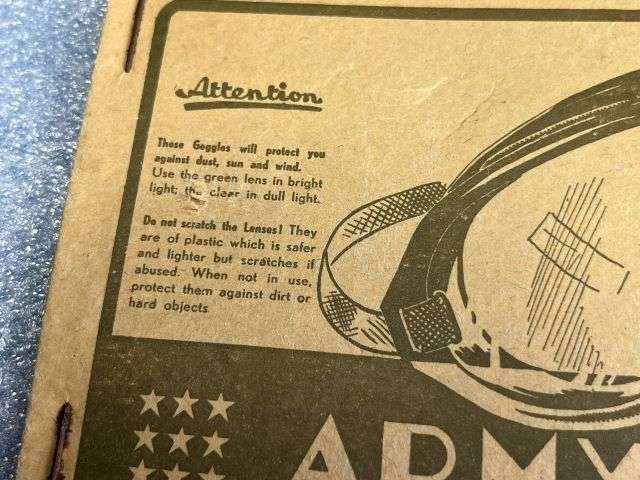 Attention
These Goggles will protect you
against dust, sun and wind.
Use the green lens in bright
light; the clear in dull light.
Do not scratch the Lenses! They
are of plastic which is safer
and lighter but scratches if
abused. When not in use,
protect them against dirt or
hard objects
ARMY